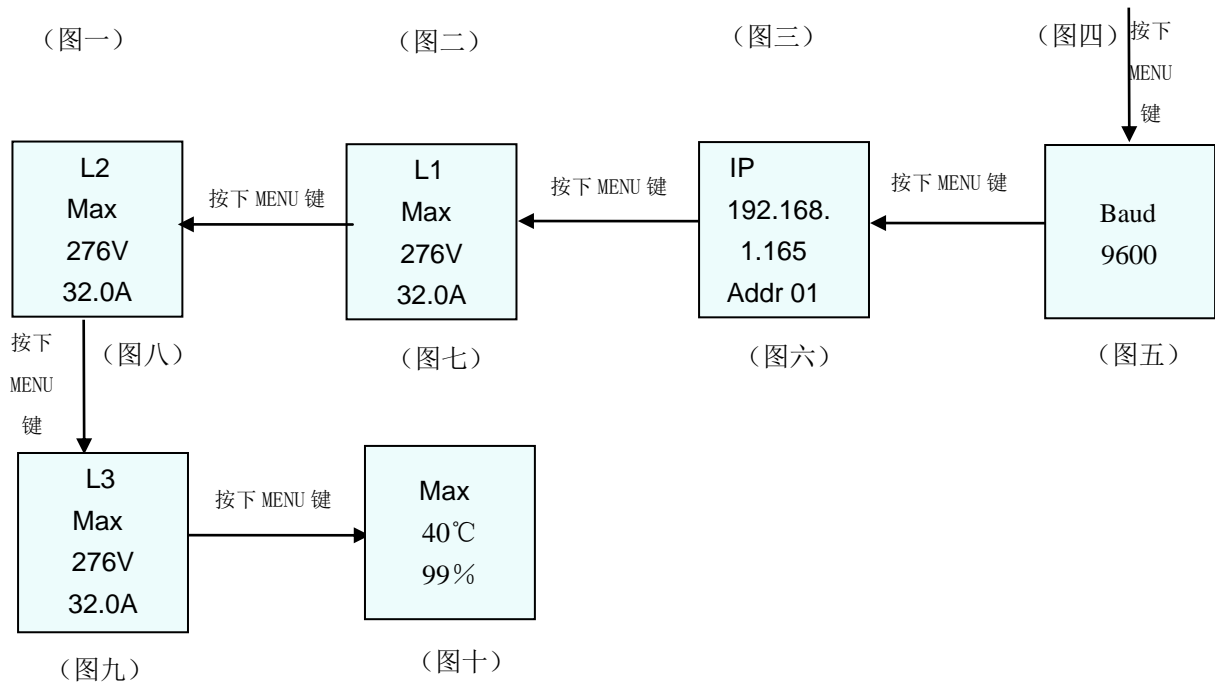 （图一）
（图二）
（图三）
（图四）
按下
MENU
键
L2
Max
276V
32.0A
按下 MENU 键
L1
Max
276V
32.0A
按下 MENU 键
IP
192.168.
1.165
Addr 01
按下 MENU 键
Baud
9600
按下
MENU
键
（图八）
（图七）
（图六）
（图五）
L3
Max
276V
32.0A
按下 MENU 键
Max
40℃
99％
（图九）
（图十）